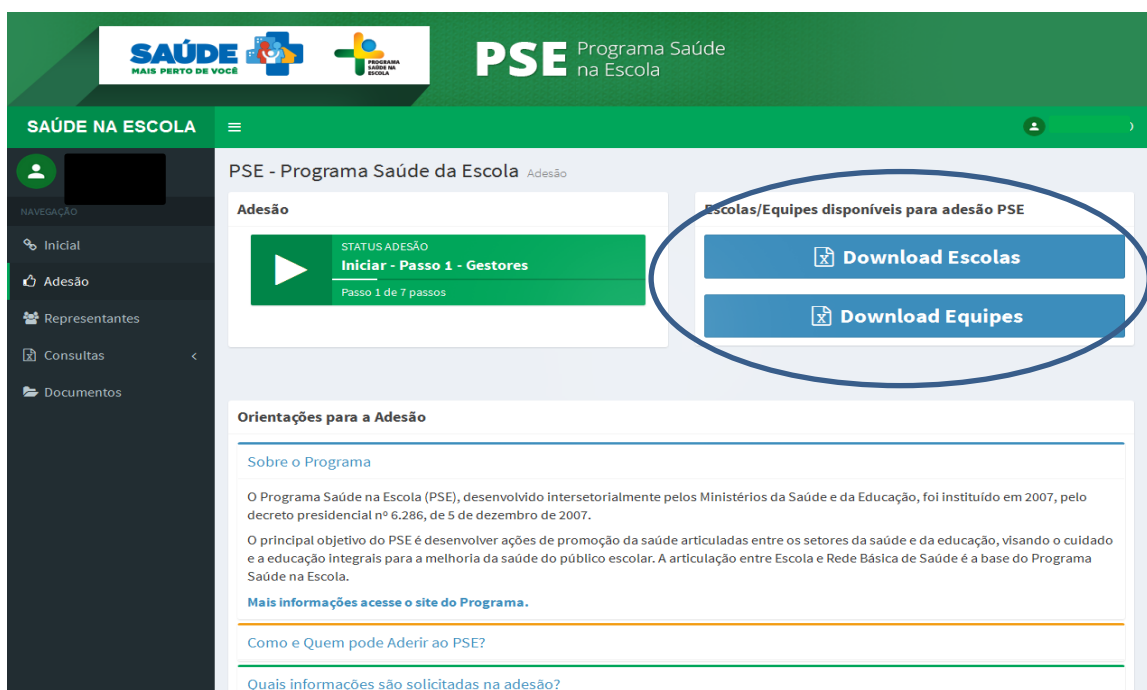 SAÚDE
MAIS PERTO DE VOCÊ
PROGRAMA
SAÚDE NA
ESCOLA
PSE Programa Saúde
na Escola
SAÚDE NA ESCOLA
PSE - Programa Saúde da Escola Adesão
NAVEGAÇÃO
Inicial
Adesão
Representantes
Consultas
Documentos
Adesão
STATUS ADESÃO
Iniciar - Passo 1 - Gestores
Passo 1 de 7 passos
Escolas/Equipes disponíveis para adesão PSE
Download Escolas
Download Equipes
Orientações para a Adesão
Sobre o Programa
O Programa Saúde na Escola (PSE), desenvolvido intersetorialmente pelos Ministérios da Saúde e da Educação, foi instituído em 2007, pelo
decreto presidencial nº 6.286, de 5 de dezembro de 2007.
O principal objetivo do PSE é desenvolver ações de promoção da saúde articuladas entre os setores da saúde e da educação, visando o cuidado
e a educação integrais para a melhoria da saúde do público escolar. A articulação entre Escola e Rede Básica de Saúde é a base do Programa
Saúde na Escola.
Mais informações acesse o site do Programa.
Como e Quem pode Aderir ao PSE?
Quais informações são solicitadas na adesão?